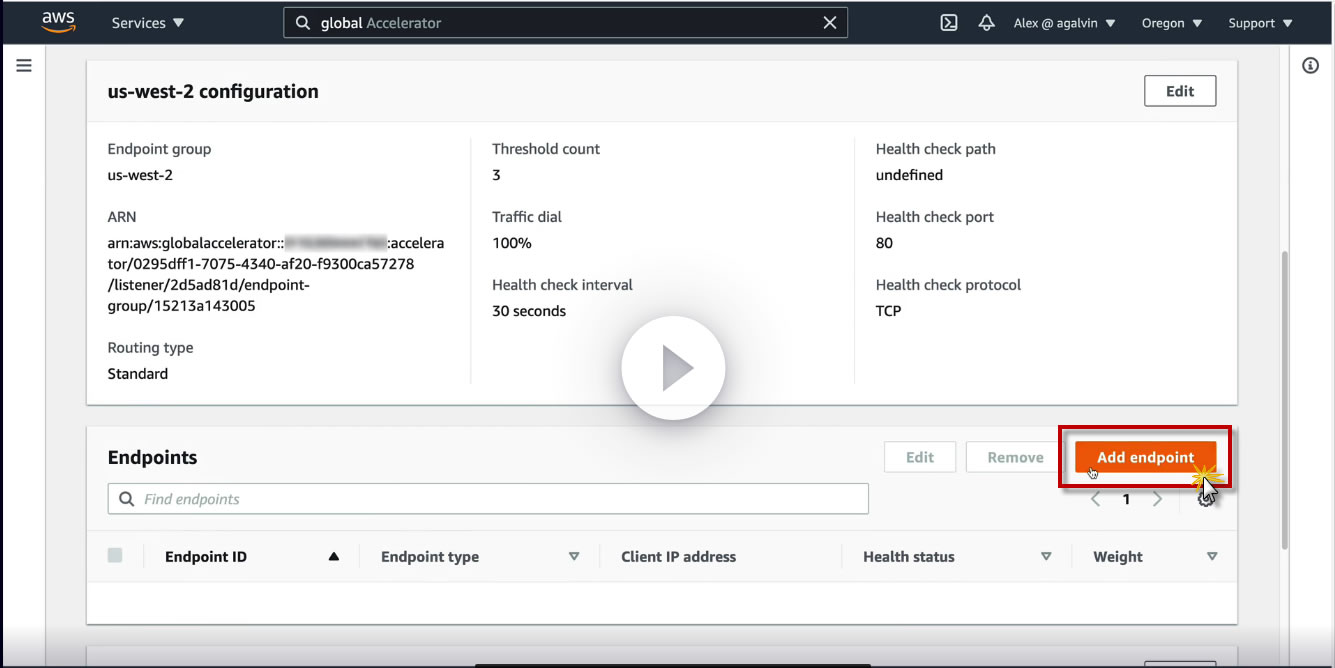 aws
Services
global Accelerator
Alex @ agalvin
Oregon
Support
us-west-2 configuration
Edit
Endpoint group
us-west-2
ARN
arn:aws:globalaccelerator:: :accelera
tor/0295dff1-7075-4340-af20-f9300ca57278
/listener/2d5ad81d/endpoint-
group/15213a143005
Routing type
Standard
Threshold count
3
Traffic dial
100%
Health check interval
30 seconds
Health check path
undefined
Health check port
80
Health check protocol
TCP
Endpoints
Edit
Remove
Add endpoint
Find endpoints
1
Endpoint ID
Endpoint type
Client IP address
Health status
Weight